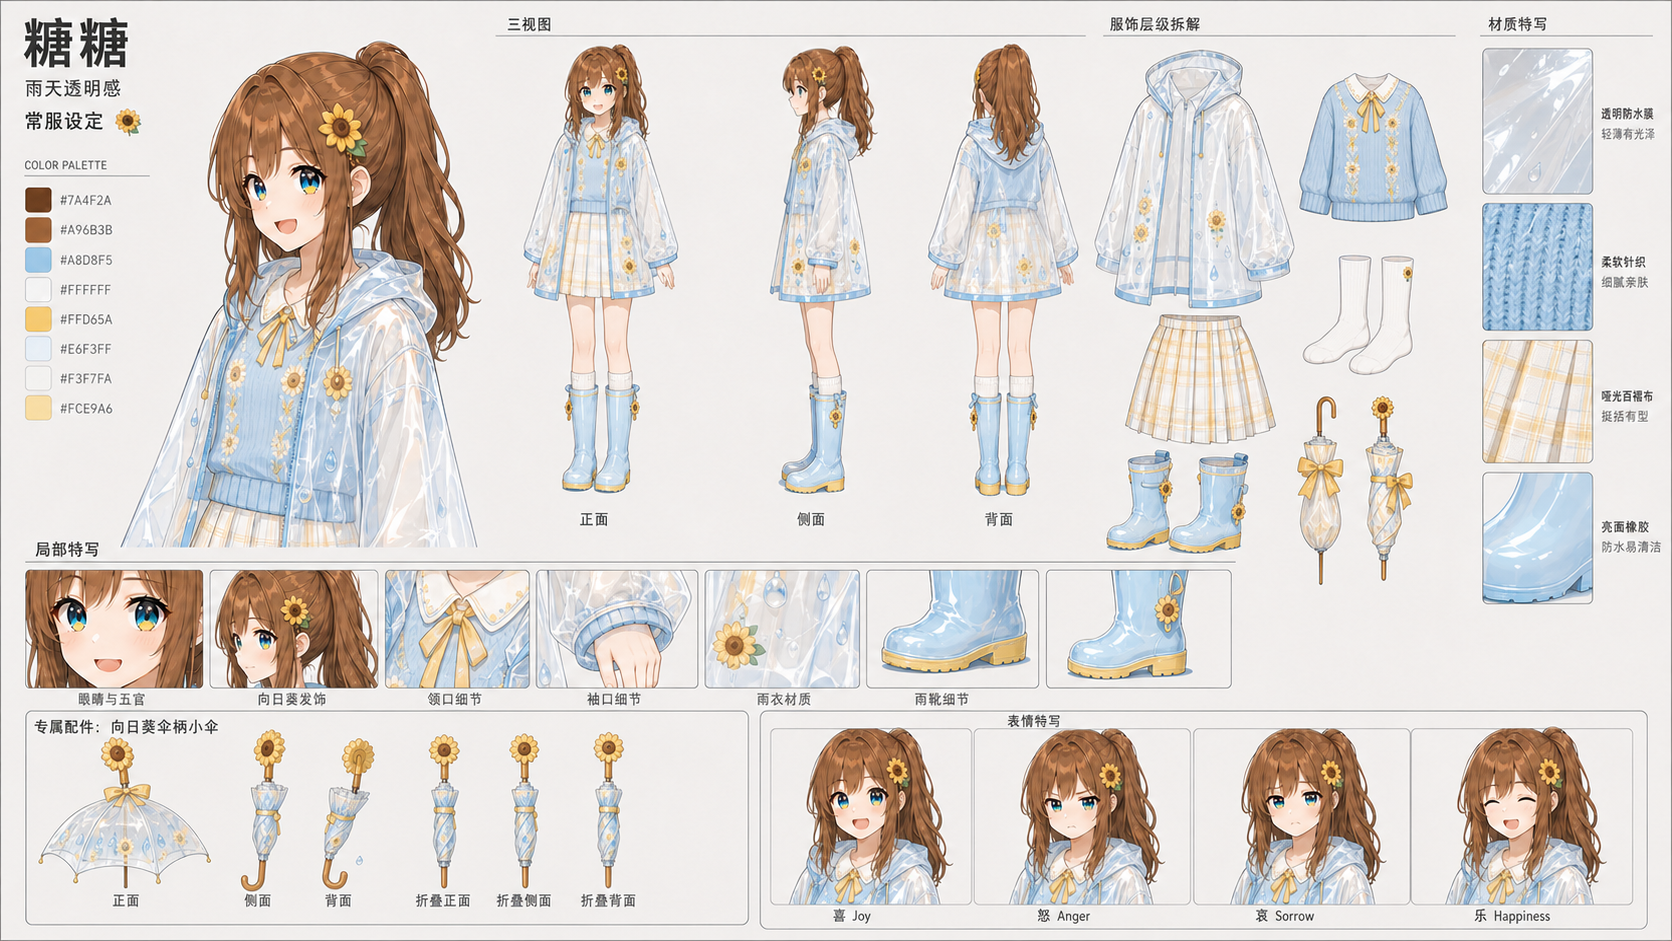 糖糖
雨天透明感
常服设定
COLOR PALETTE
#7A4F2A
#A96B3B
#A8D8F5
#FFFFFF
#FFD65A
#E6F3FF
#F3F7FA
#FCE9A6
三视图
正面
侧面
背面
服饰层级拆解
材质特写
透明防水膜
轻薄有光泽
柔软针织
细腻亲肤
哑光百褶布
挺括有型
亮面橡胶
防水易清洁
局部特写
眼睛与五官
向日葵发饰
领口细节
袖口细节
雨衣材质
雨靴细节
专属配件：向日葵伞柄小伞
正面
侧面
背面
折叠正面
折叠侧面
折叠背面
表情特写
喜 Joy
怒 Anger
哀 Sorrow
乐 Happiness